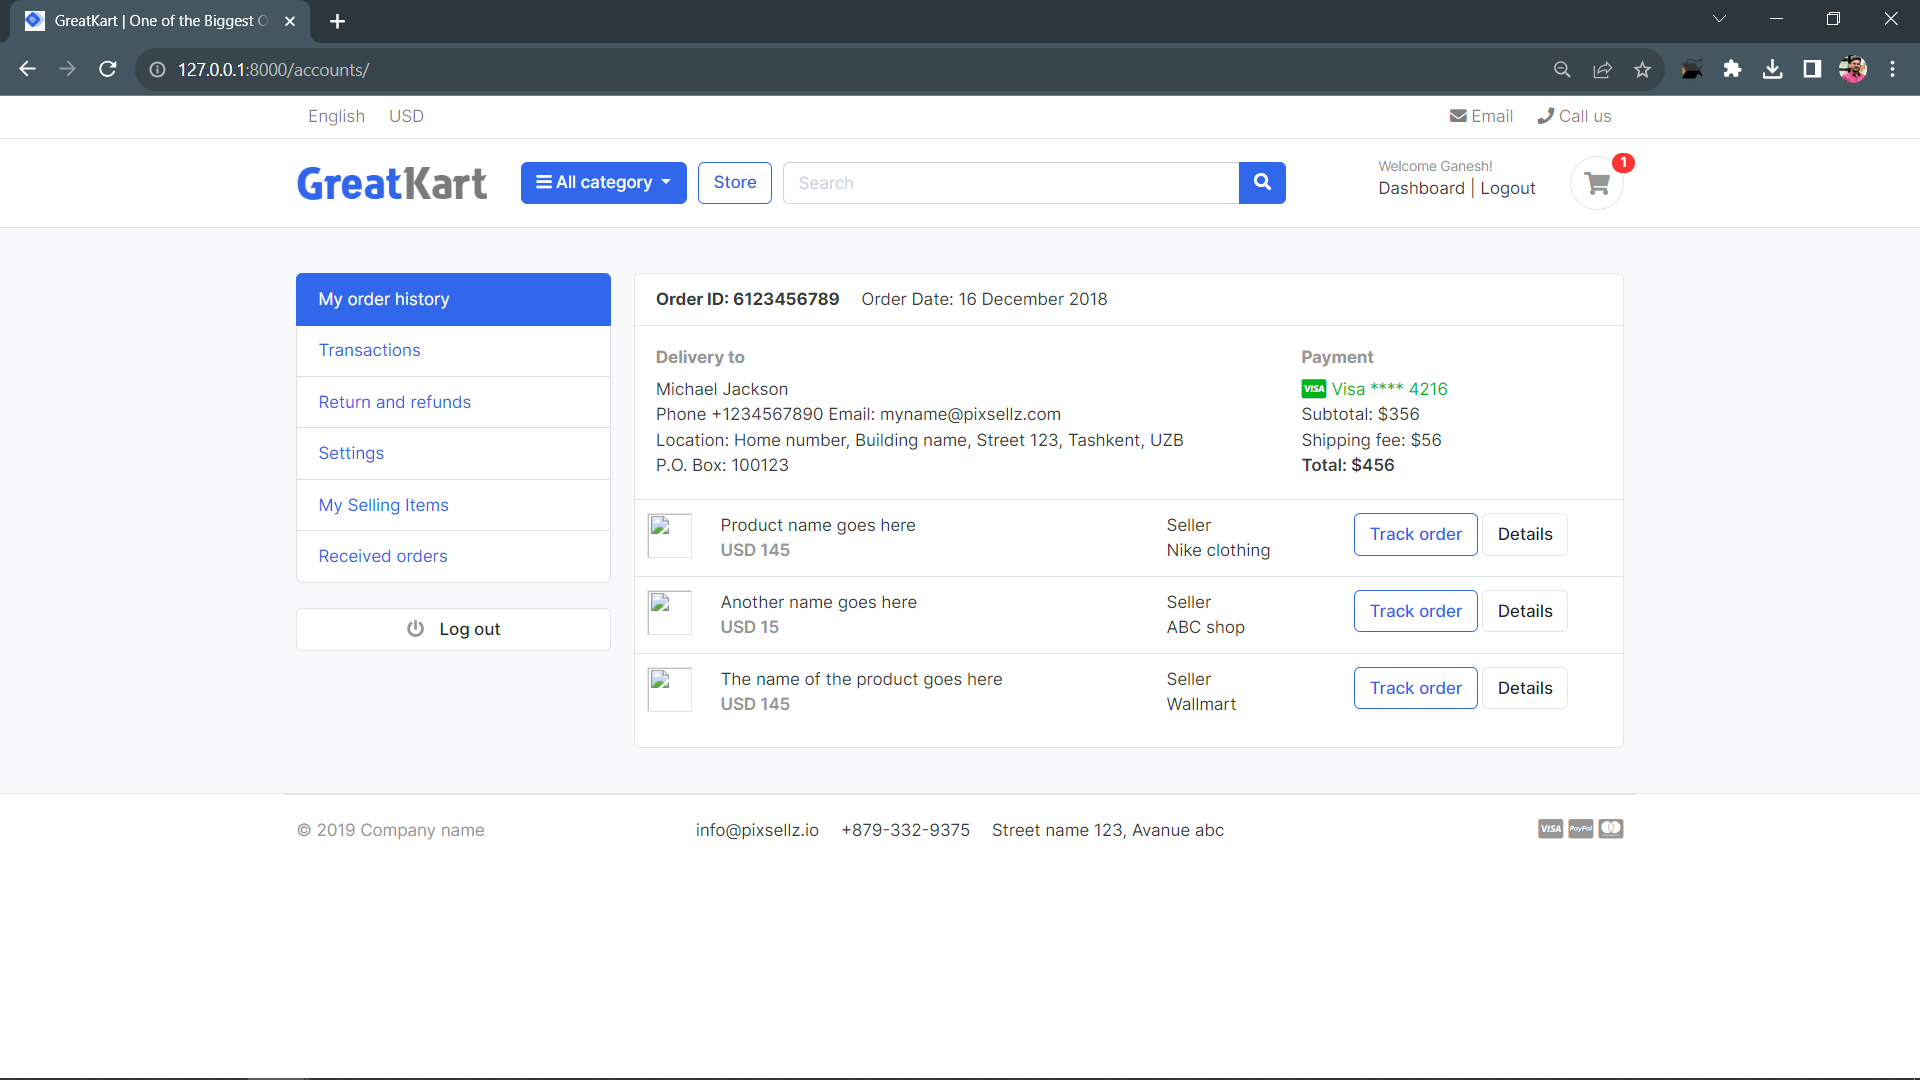 GreatKart | One of the Biggest O
127.0.0.1:8000/accounts/
English USD Email Call us
GreatKart All category Store Search Welcome Ganesh! 1
Dashboard | Logout
My order history
Transactions
Return and refunds
Settings
My Selling Items
Received orders
Log out
Order ID: 6123456789 Order Date: 16 December 2018
Delivery to
Michael Jackson
Phone +1234567890 Email: myname@pixsellz.com
Location: Home number, Building name, Street 123, Tashkent, UZB
P.O. Box: 100123
Payment
VISA Visa **** 4216
Subtotal: $356
Shipping fee: $56
Total: $456
Product name goes here
USD 145
Seller
Nike clothing
Track order Details
Another name goes here
USD 15
Seller
ABC shop
Track order Details
The name of the product goes here
USD 145
Seller
Wallmart
Track order Details
© 2019 Company name info@pixsellz.io +879-332-9375 Street name 123, Avanue abc VISA PayPal